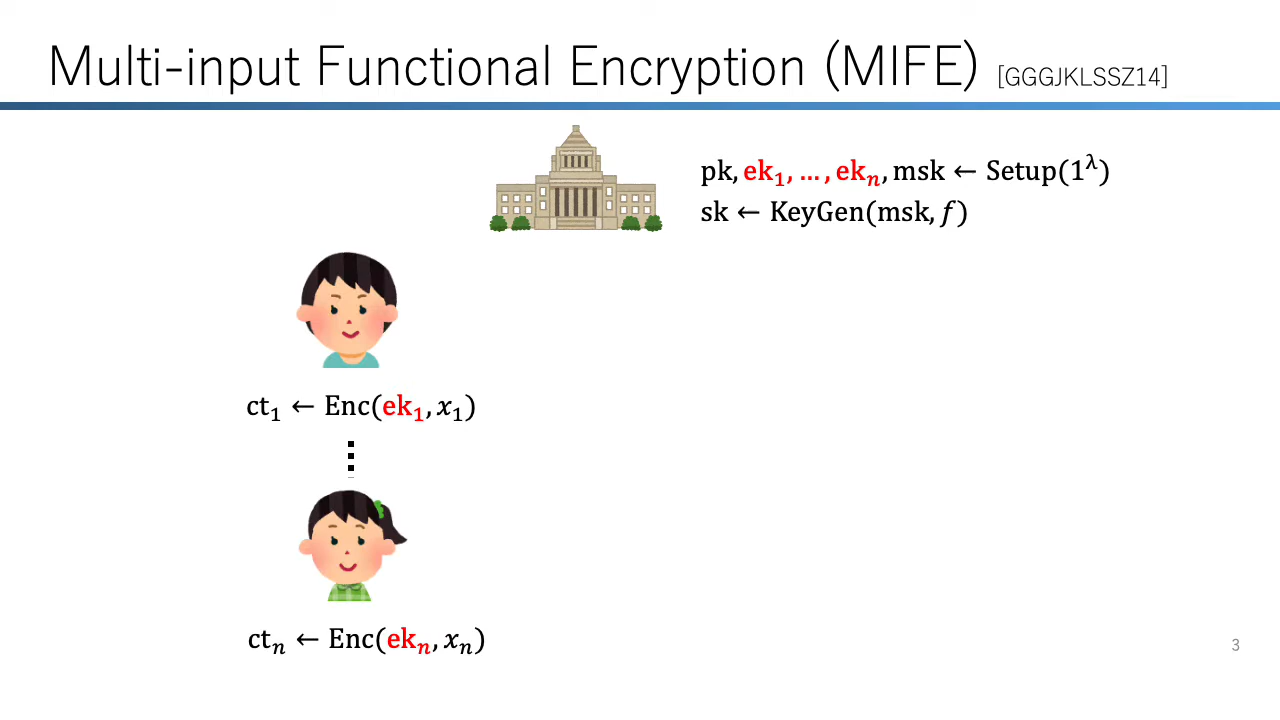 Multi-input Functional Encryption (MIFE) [GGGJKLSSZ14]
pk, ek₁, … , ekₙ, msk ← Setup(1^λ)
sk ← KeyGen(msk, f)
ct₁ ← Enc(ek₁, x₁)
ctₙ ← Enc(ekₙ, xₙ)
3